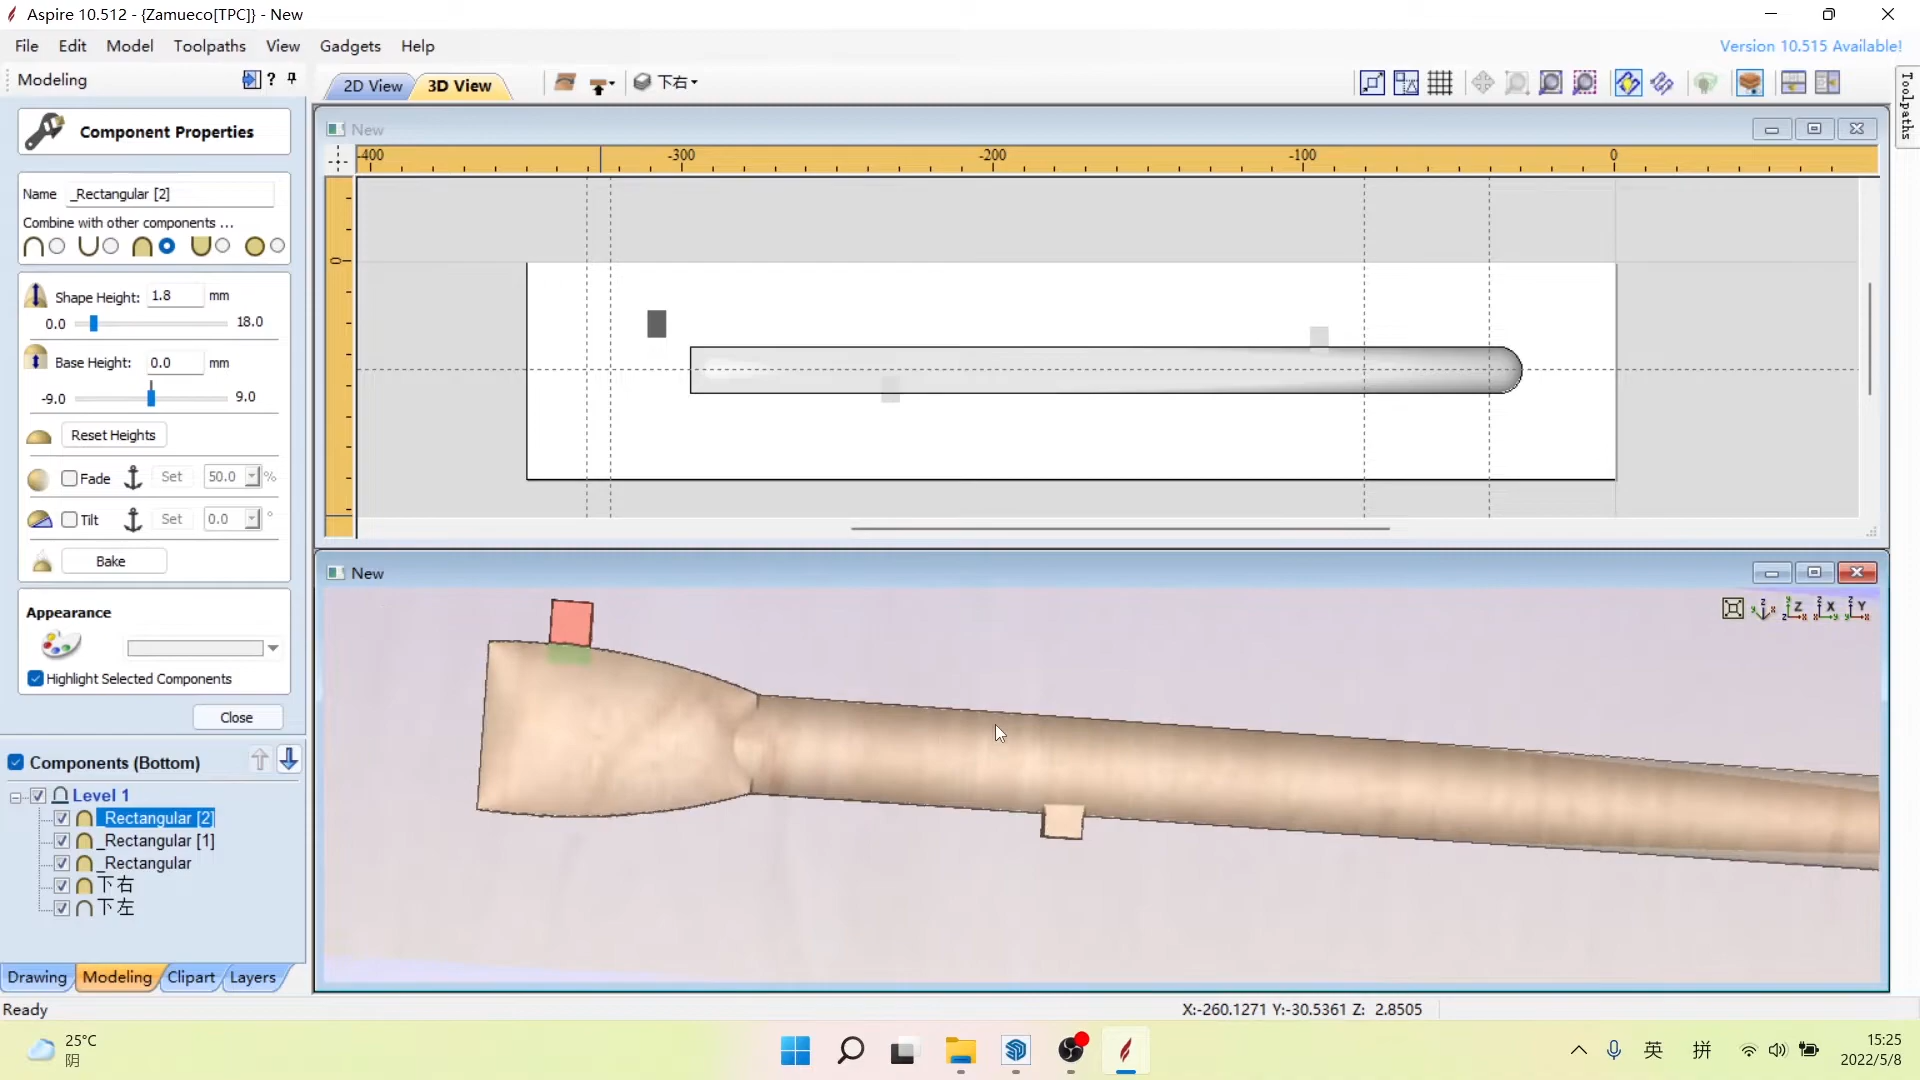 Aspire 10.512 - {Zamueco[TPC]} - New
File Edit Model Toolpaths View Gadgets Help
Version 10.515 Available!
Modeling
?
2D View
3D View
下右
Toolpaths
Component Properties
Name _Rectangular [2]
Combine with other components ...
Shape Height: 1.8 mm
0.0 18.0
Base Height: 0.0 mm
-9.0 9.0
Reset Heights
Fade Set 50.0 %
Tilt Set 0.0 °
Bake
Appearance
Highlight Selected Components
Close
Components (Bottom)
Level 1
_Rectangular [2]
_Rectangular [1]
_Rectangular
下右
下左
Drawing Modeling Clipart Layers
New
-400 -300 -200 -100 0
0
New
Z X Y
Ready
X:-260.1271 Y:-30.5361 Z: 2.8505
25°C
阴
英
拼
15:25
2022/5/8